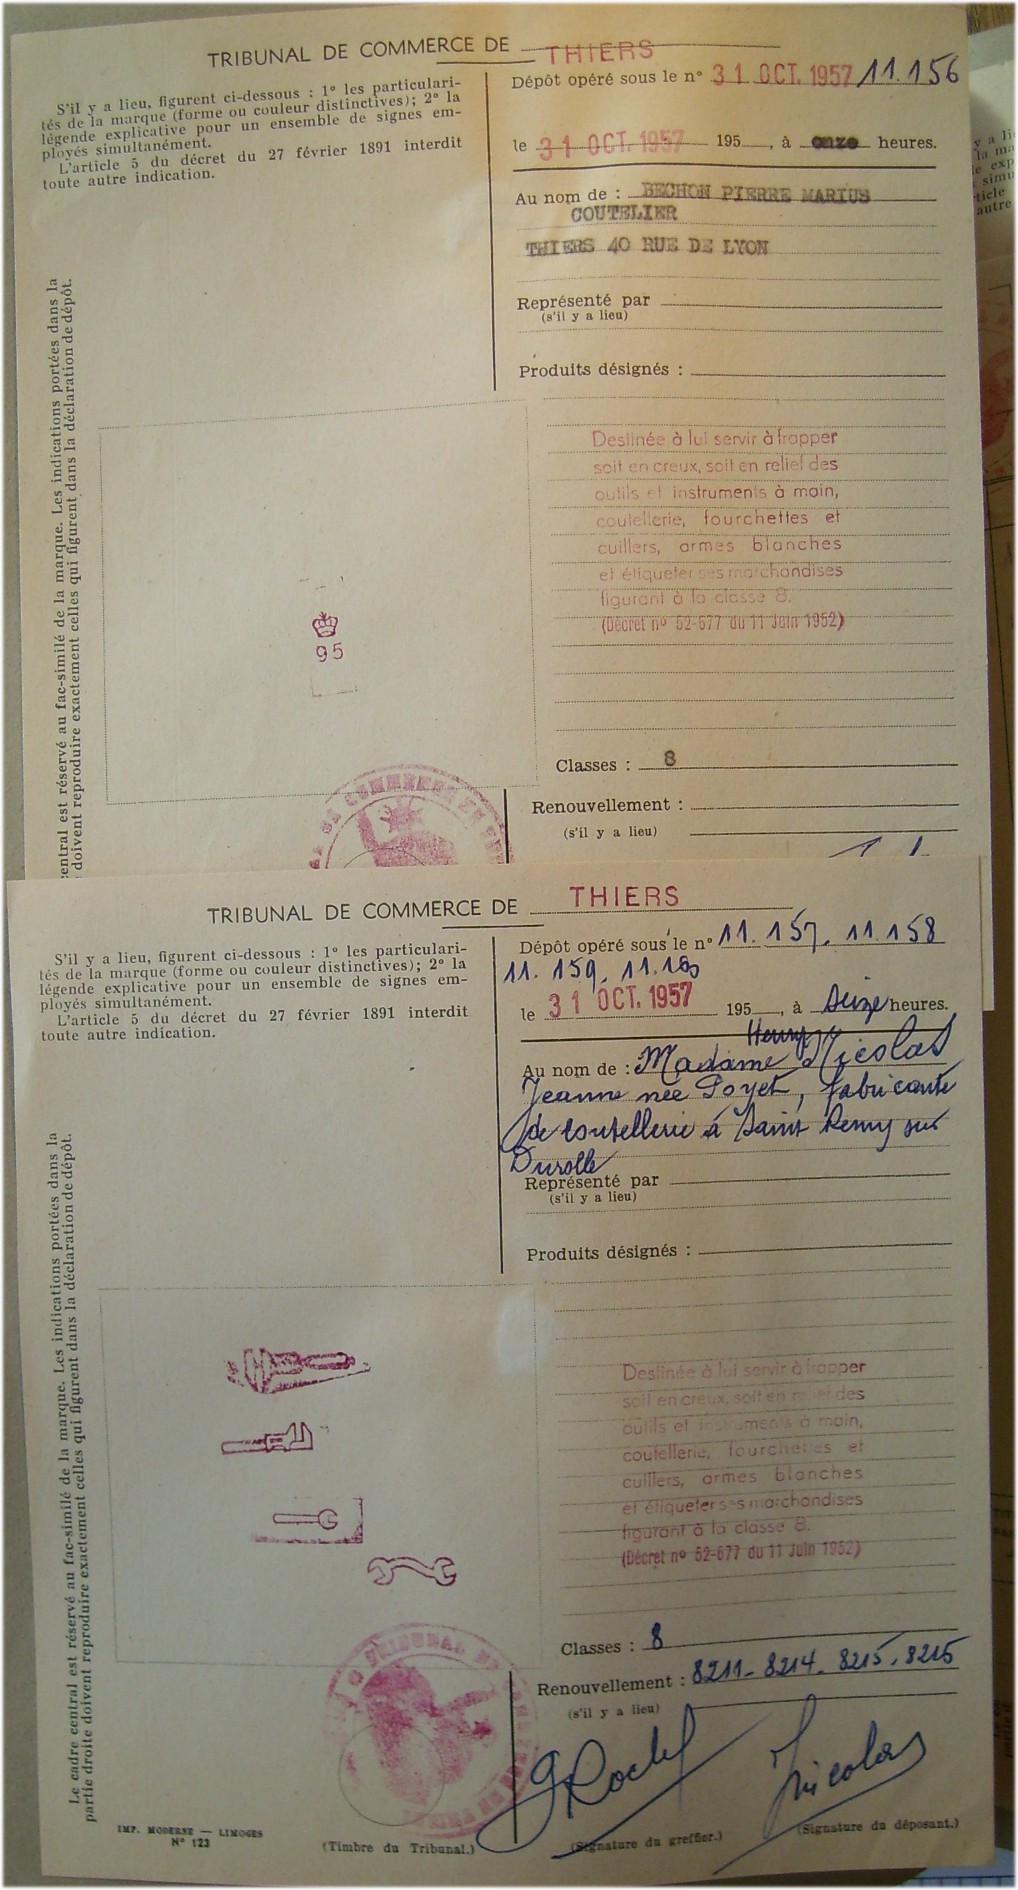 TRIBUNAL DE COMMERCE DE THIERS
S'il y a lieu, figurent ci-dessous : 1° les particulari-
tés de la marque (forme ou couleur distinctives); 2° la
légende explicative pour un ensemble de signes em-
ployés simultanément.
L'article 5 du décret du 27 février 1891 interdit
toute autre indication.
Dépôt opéré sous le n° 31 OCT. 1957 11.156
le 31 OCT. 1957 195 , à onze heures.
Au nom de : BECHON PIERRE MARIUS
COUTELIER
THIERS 40 RUE DE LYON
Représenté par
(s'il y a lieu)
Produits désignés :
Destinée à lui servir à frapper
soit en creux, soit en relief des
outils et instruments à main,
coutellerie, fourchettes et
cuillers, armes blanches
et étiqueter ses marchandises
figurant à la classe 8.
(Décret n° 52-677 du 11 Juin 1952)
95
Classes : 8
Renouvellement :
(s'il y a lieu)
central est réservé au fac-similé de la marque. Les indications portées dans la
doivent reproduire exactement celles qui figurent dans la déclaration de dépôt.
TRIBUNAL DE COMMERCE DE THIERS
S'il y a lieu, figurent ci-dessous : 1° les particulari-
tés de la marque (forme ou couleur distinctives); 2° la
légende explicative pour un ensemble de signes em-
ployés simultanément.
L'article 5 du décret du 27 février 1891 interdit
toute autre indication.
Dépôt opéré sous le n° 11.157. 11.158
11.159. 11.160
le 31 OCT. 1957 195 , à seize heures.
Henry
Au nom de : Madame Nicolas
Jeanne née Goyet, fabricante
de coutellerie à Saint Remy sur
Durolle
Représenté par
(s'il y a lieu)
Produits désignés :
Destinée à lui servir à frapper
soit en creux, soit en relief des
outils et instruments à main,
coutellerie, fourchettes et
cuillers, armes blanches
et étiqueter ses marchandises
figurant à la classe 8.
(Décret n° 52-677 du 11 Juin 1952)
Classes : 8
Renouvellement : 8211-8214-8215-8215
(s'il y a lieu)
Nicolas
Le cadre central est réservé au fac-similé de la marque. Les indications portées dans la
partie droite doivent reproduire exactement celles qui figurent dans la déclaration de dépôt.
IMP. MODERNE — LIMOGES
N° 123
(Timbre du Tribunal.)
(Signature du greffier.)
(Signature du déposant.)